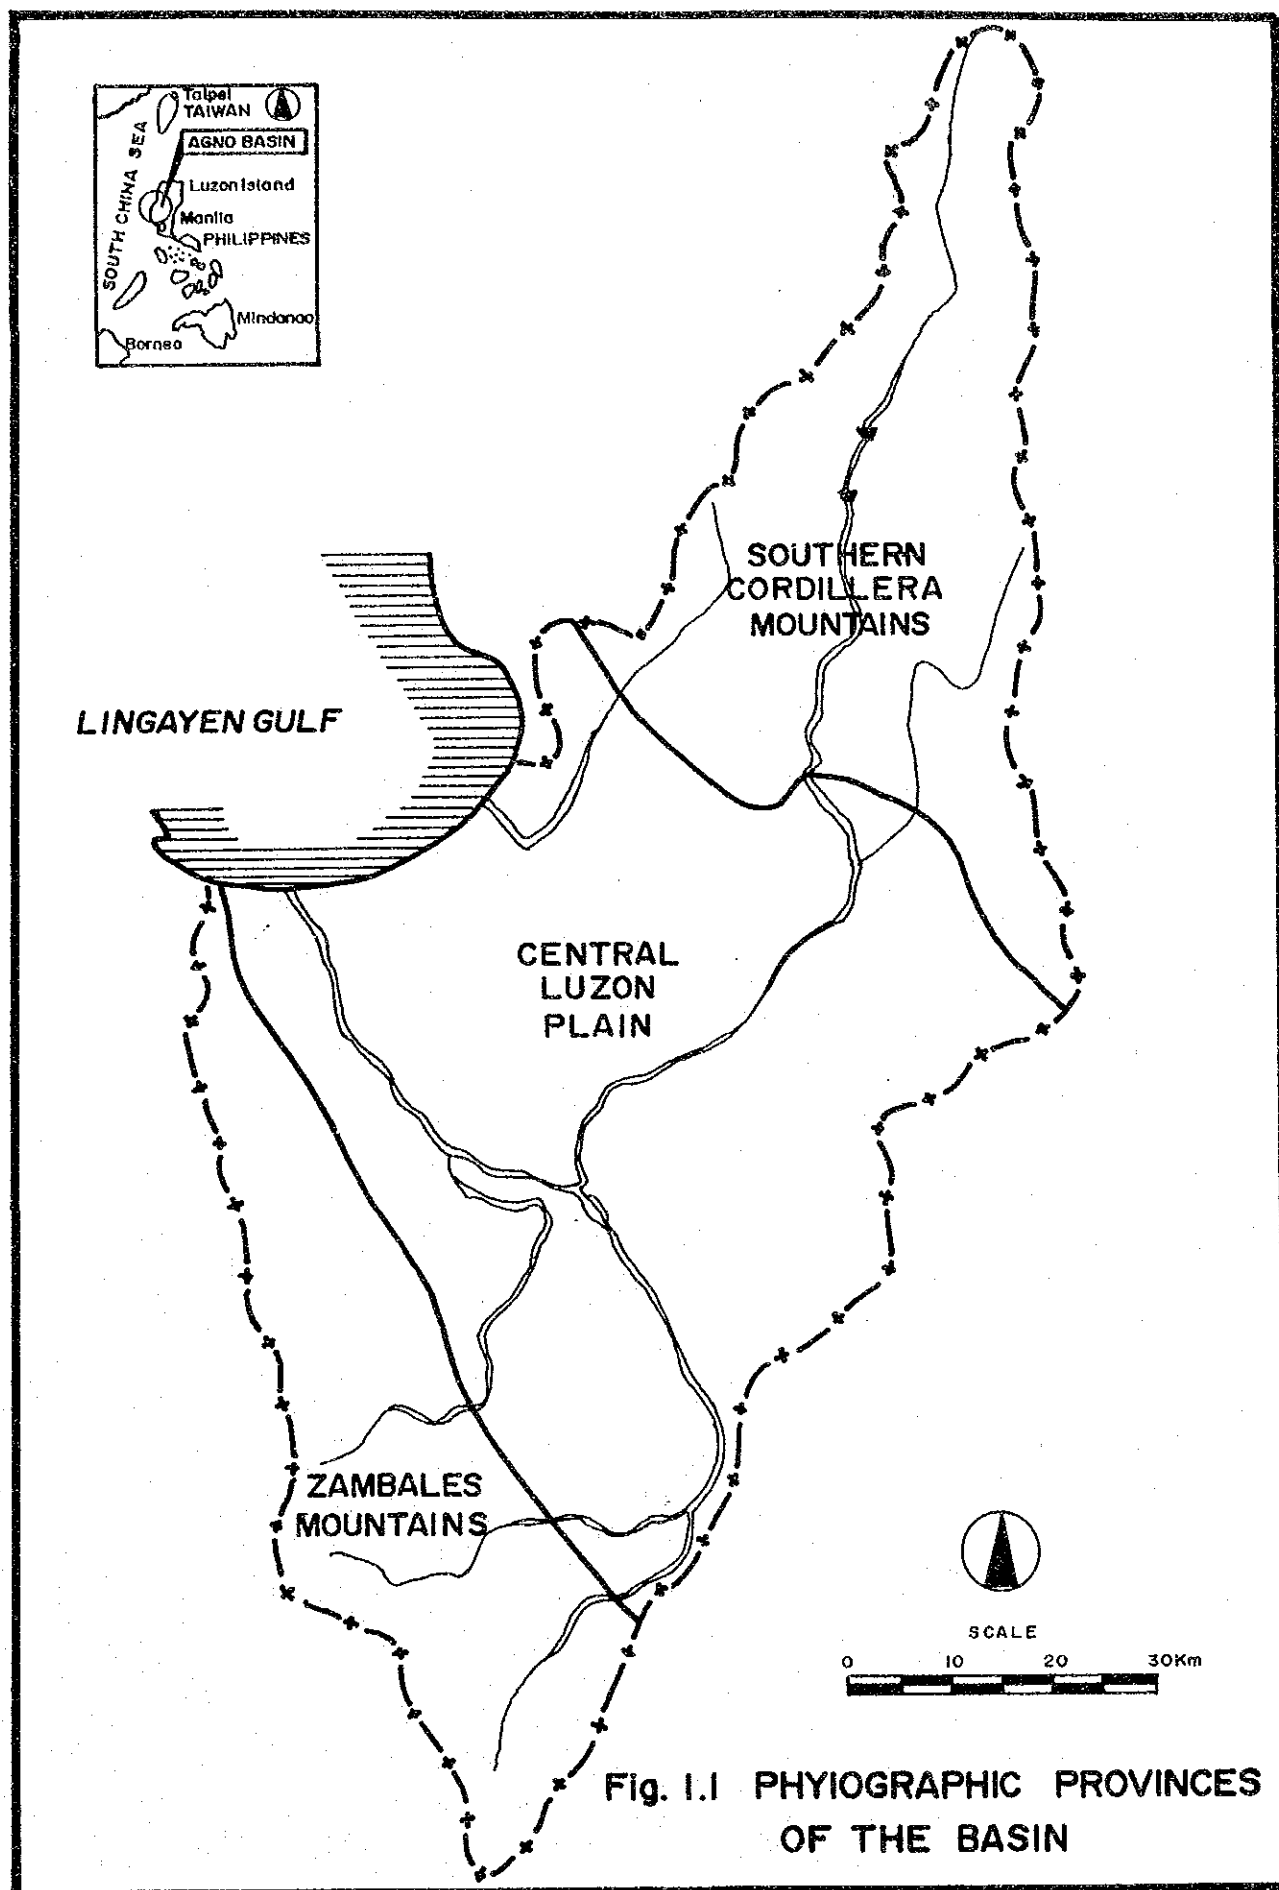 Taipei
TAIWAN
AGNO BASIN
SOUTH CHINA SEA
Luzon Island
Manila
PHILIPPINES
Mindanao
Borneo
SOUTHERN
CORDILLERA
MOUNTAINS
LINGAYEN GULF
CENTRAL
LUZON
PLAIN
ZAMBALES
MOUNTAINS
SCALE
0 10 20 30Km
Fig. 1.1 PHYIOGRAPHIC PROVINCES
OF THE BASIN